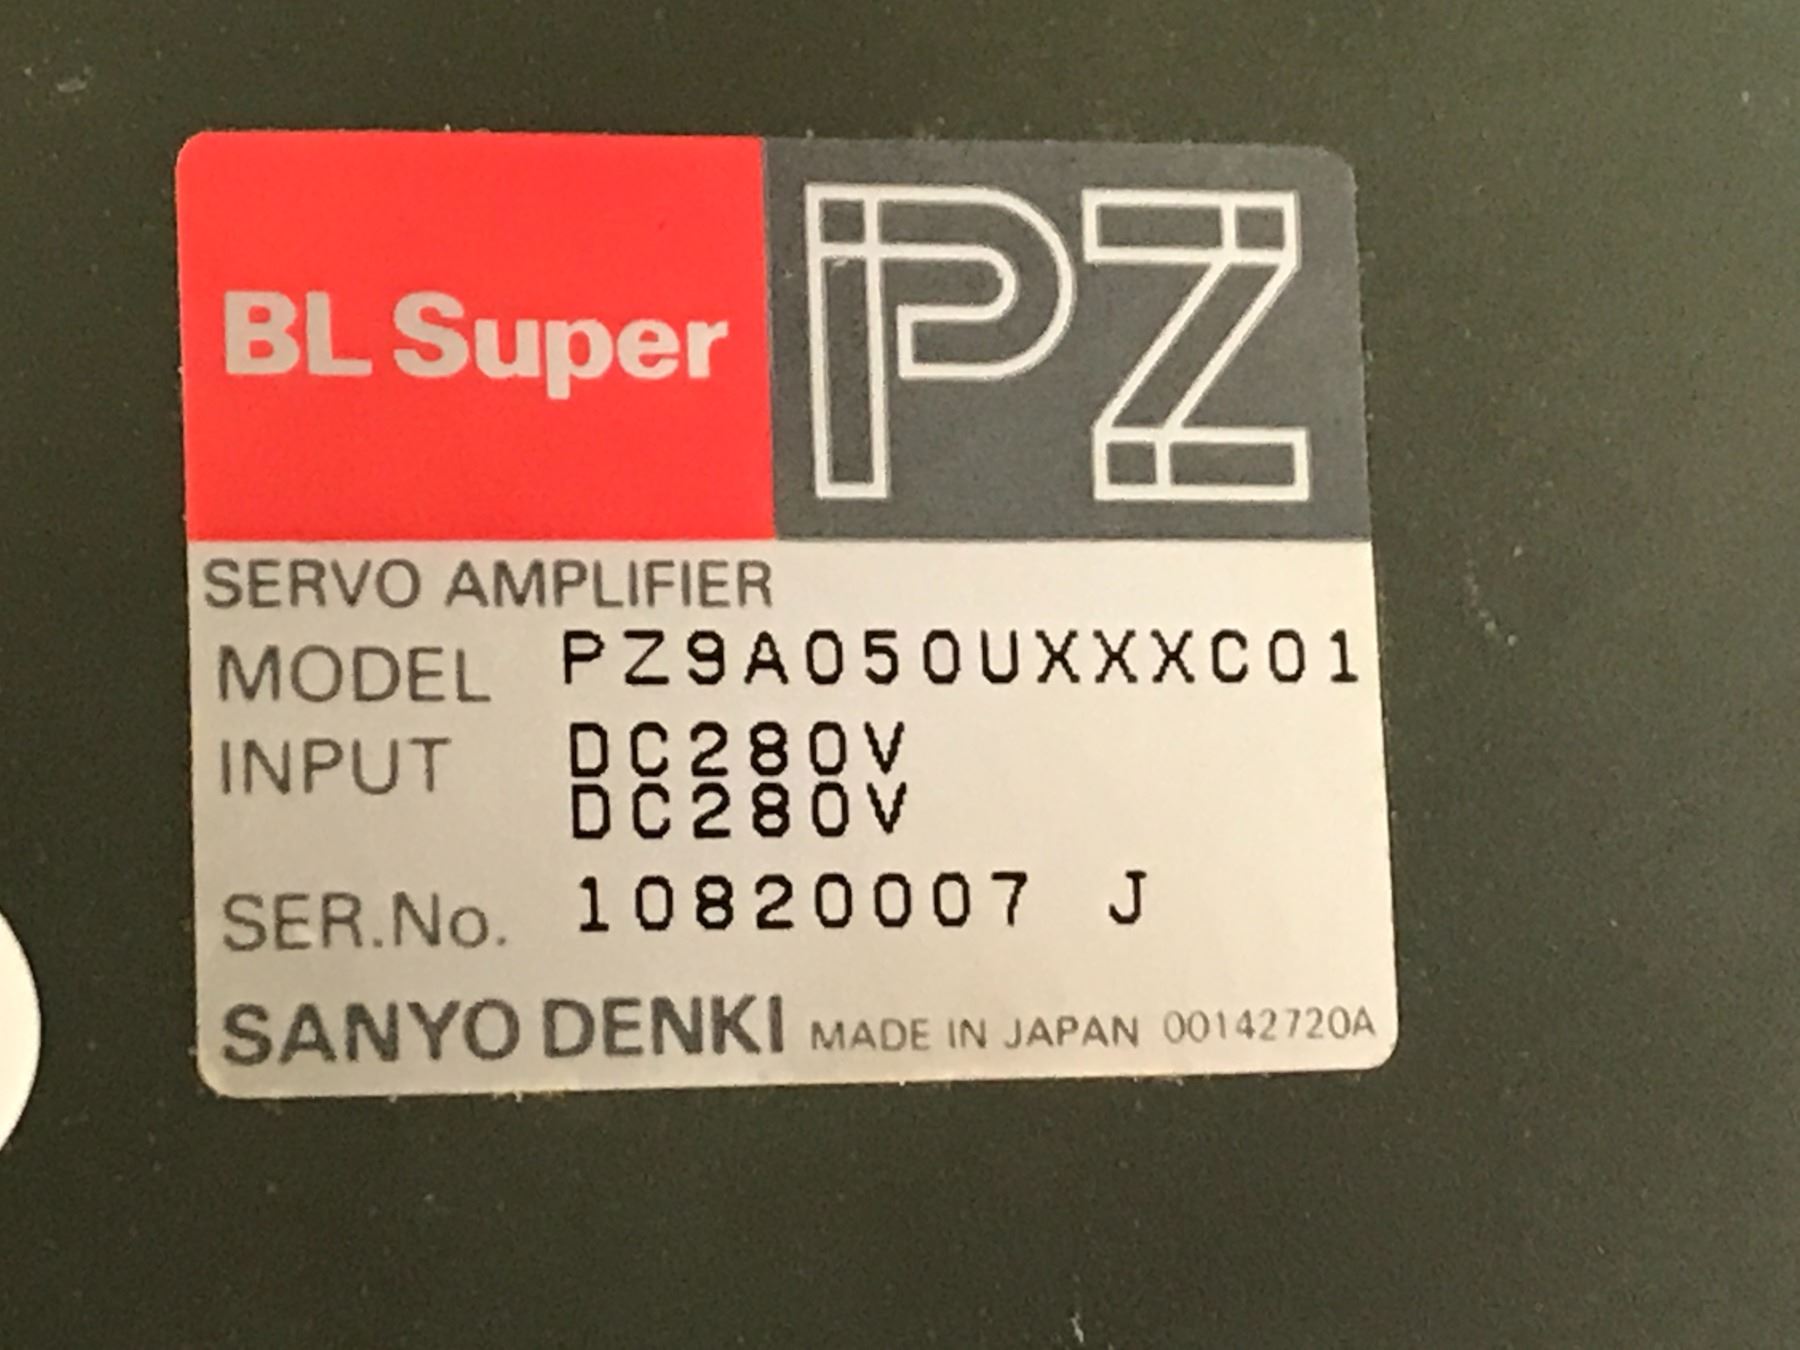 BL Super PZ
SERVO AMPLIFIER
MODEL PZ9A050UXXXC01
INPUT DC280V
DC280V
SER.No. 10820007 J
SANYO DENKI MADE IN JAPAN 00142720A